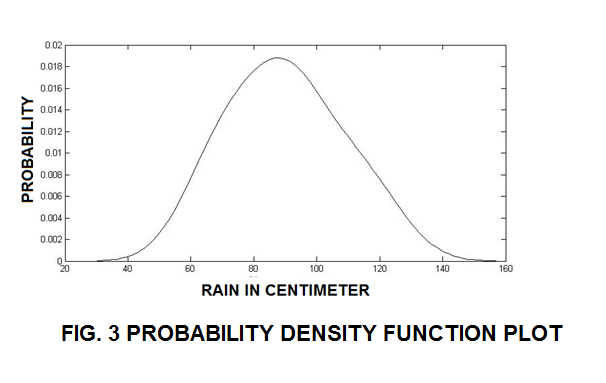 0.02
0.018
0.016
0.014
0.012
0.01
0.008
0.006
0.004
0.002
0
PROBABILITY
20 40 60 80 100 120 140 160
RAIN IN CENTIMETER
FIG. 3 PROBABILITY DENSITY FUNCTION PLOT